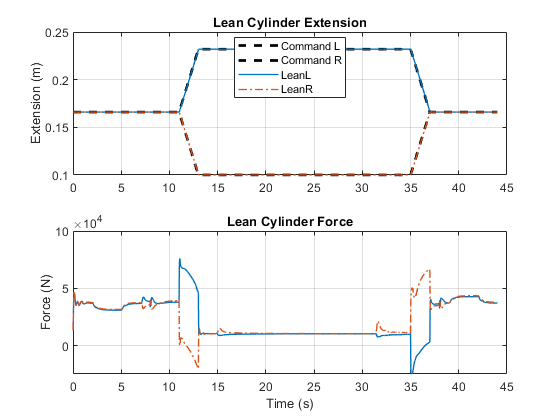 Lean Cylinder Extension
Extension (m)
0.25
0.2
0.15
0.1
Command L
Command R
LeanL
LeanR
0 5 10 15 20 25 30 35 40 45
Lean Cylinder Force
×10⁴
Force (N)
10
5
0
0 5 10 15 20 25 30 35 40 45
Time (s)